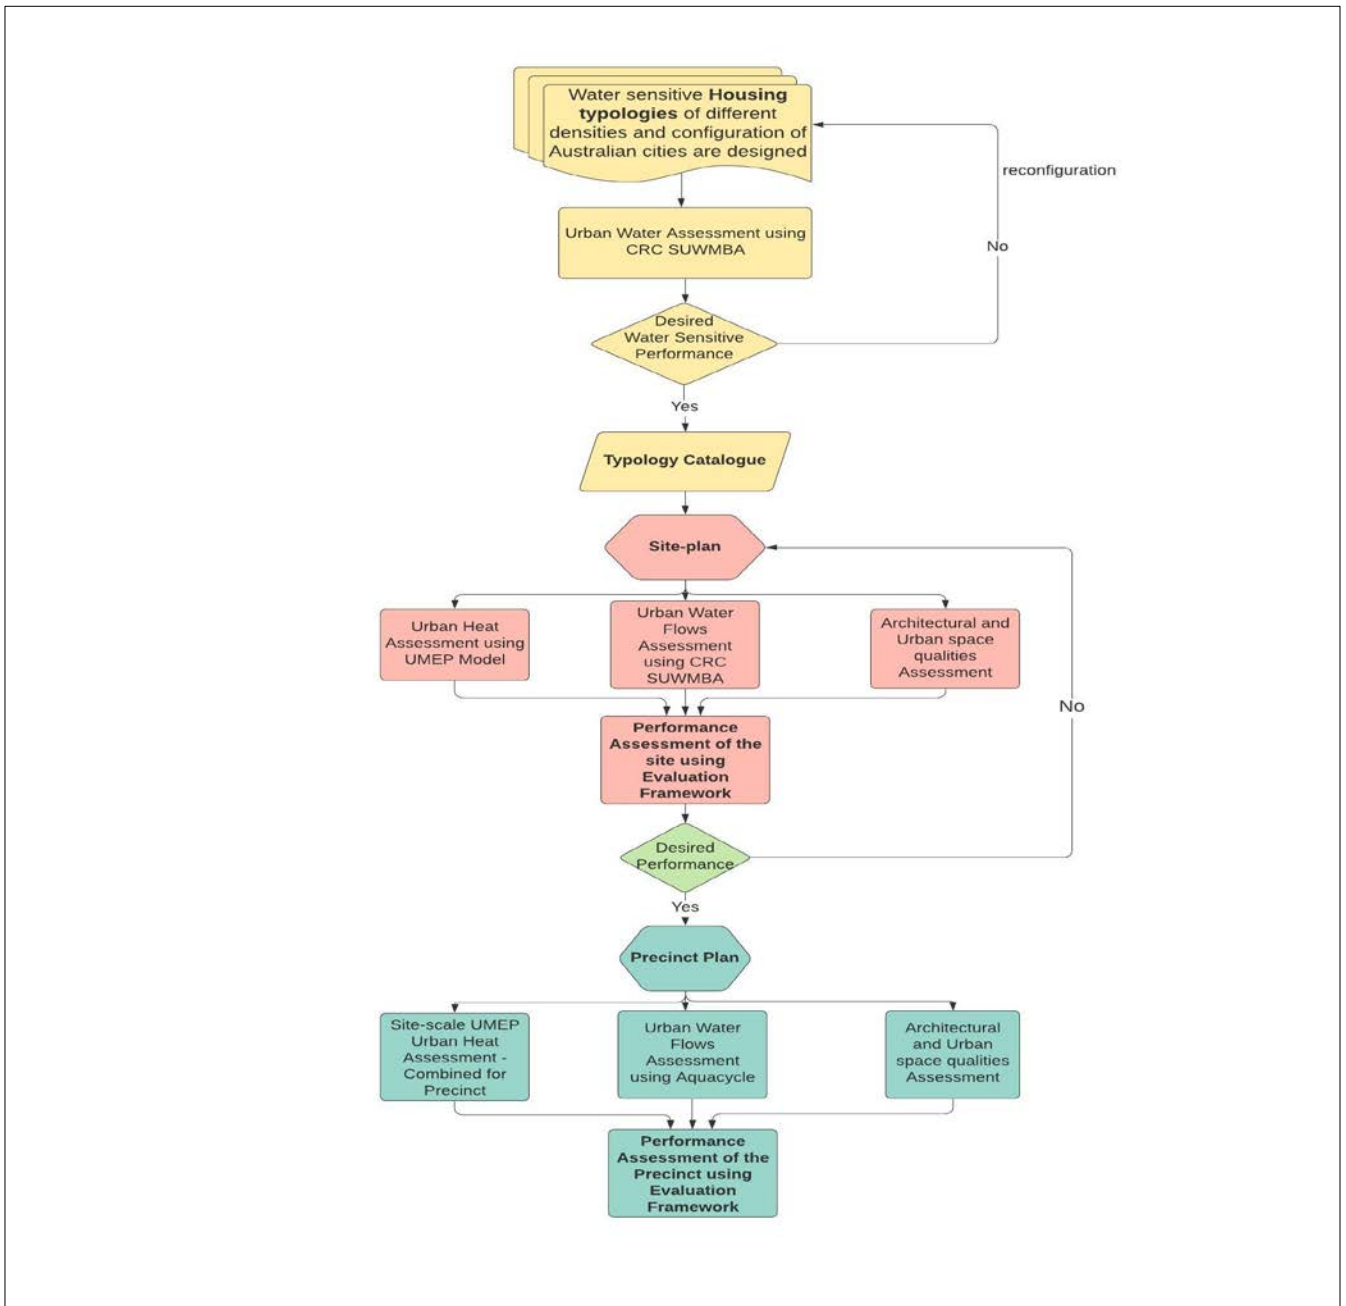 Water sensitive Housing
typologies of different
densities and configuration of
Australian cities are designed
reconfiguration
Urban Water Assessment using
CRC SUWMBA
No
Desired
Water Sensitive
Performance
Yes
Typology Catalogue
Site-plan
Urban Heat
Assessment using
UMEP Model
Urban Water
Flows
Assessment
using CRC
SUWMBA
Architectural and
Urban space
qualities
Assessment
No
Performance
Assessment of the
site using
Evaluation
Framework
Desired
Performance
Yes
Precinct Plan
Site-scale UMEP
Urban Heat
Assessment -
Combined for
Precinct
Urban Water
Flows
Assessment
using Aquacycle
Architectural
and Urban
space qualities
Assessment
Performance
Assessment of the
Precinct using
Evaluation
Framework